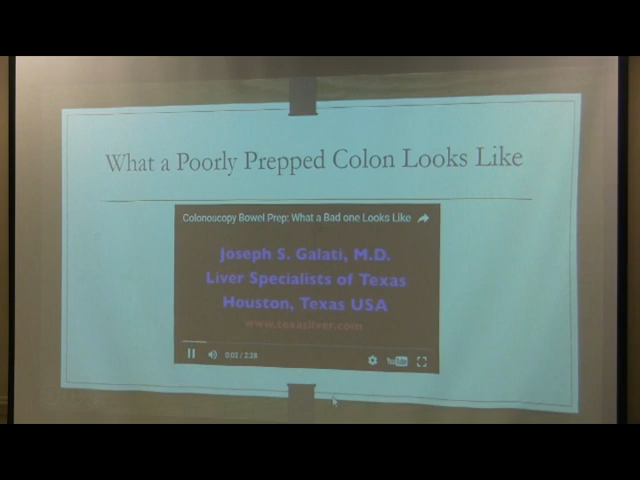 What a Poorly Prepped Colon Looks Like
Colonoscopy Bowel Prep: What a Bad one Looks Like
Joseph S. Galati, M.D.
Liver Specialists of Texas
Houston, Texas USA
www.texasliver.com
0:02 / 2:28
YouTube